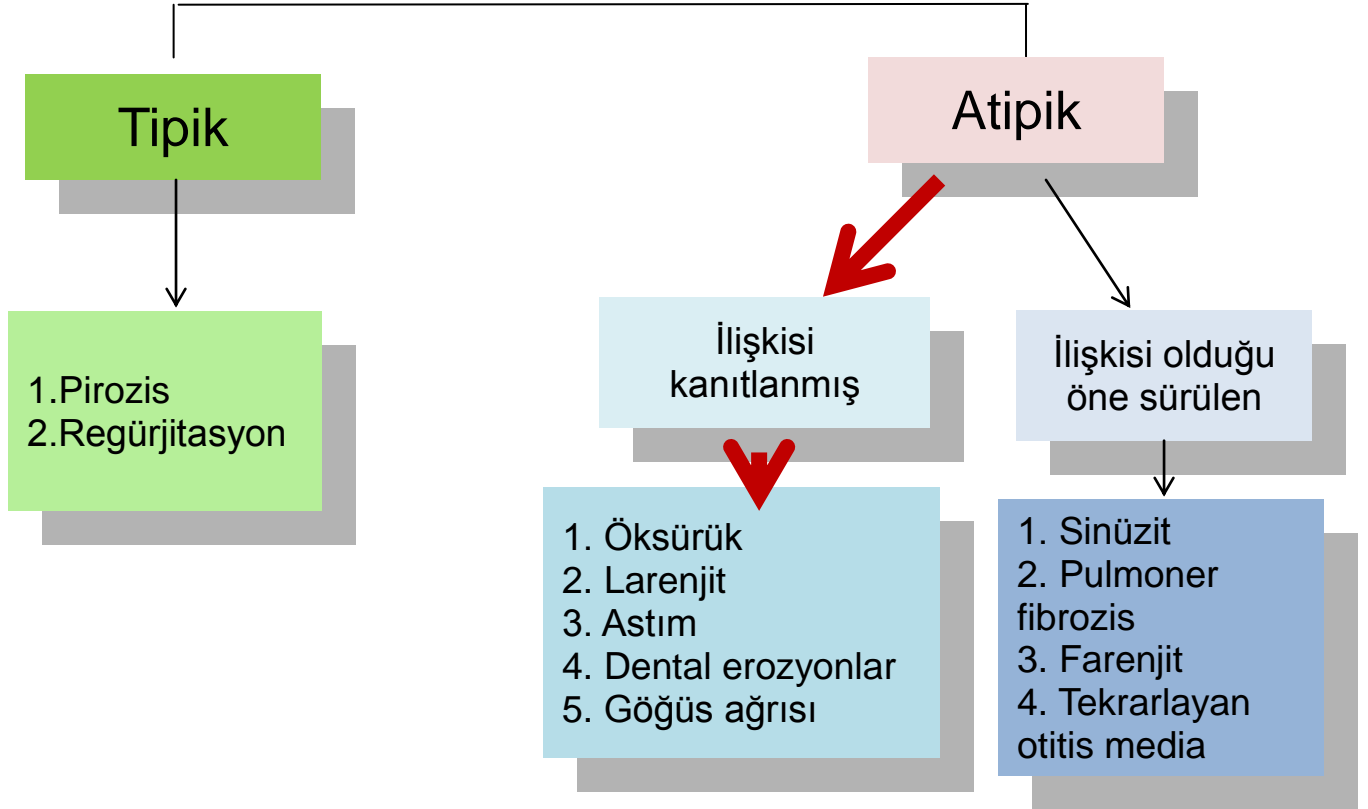 Tipik
Atipik
1.Pirozis
2.Regürjitasyon
İlişkisi
kanıtlanmış
İlişkisi olduğu
öne sürülen
1. Öksürük
2. Larenjit
3. Astım
4. Dental erozyonlar
5. Göğüs ağrısı
1. Sinüzit
2. Pulmoner
fibrozis
3. Farenjit
4. Tekrarlayan
otitis media